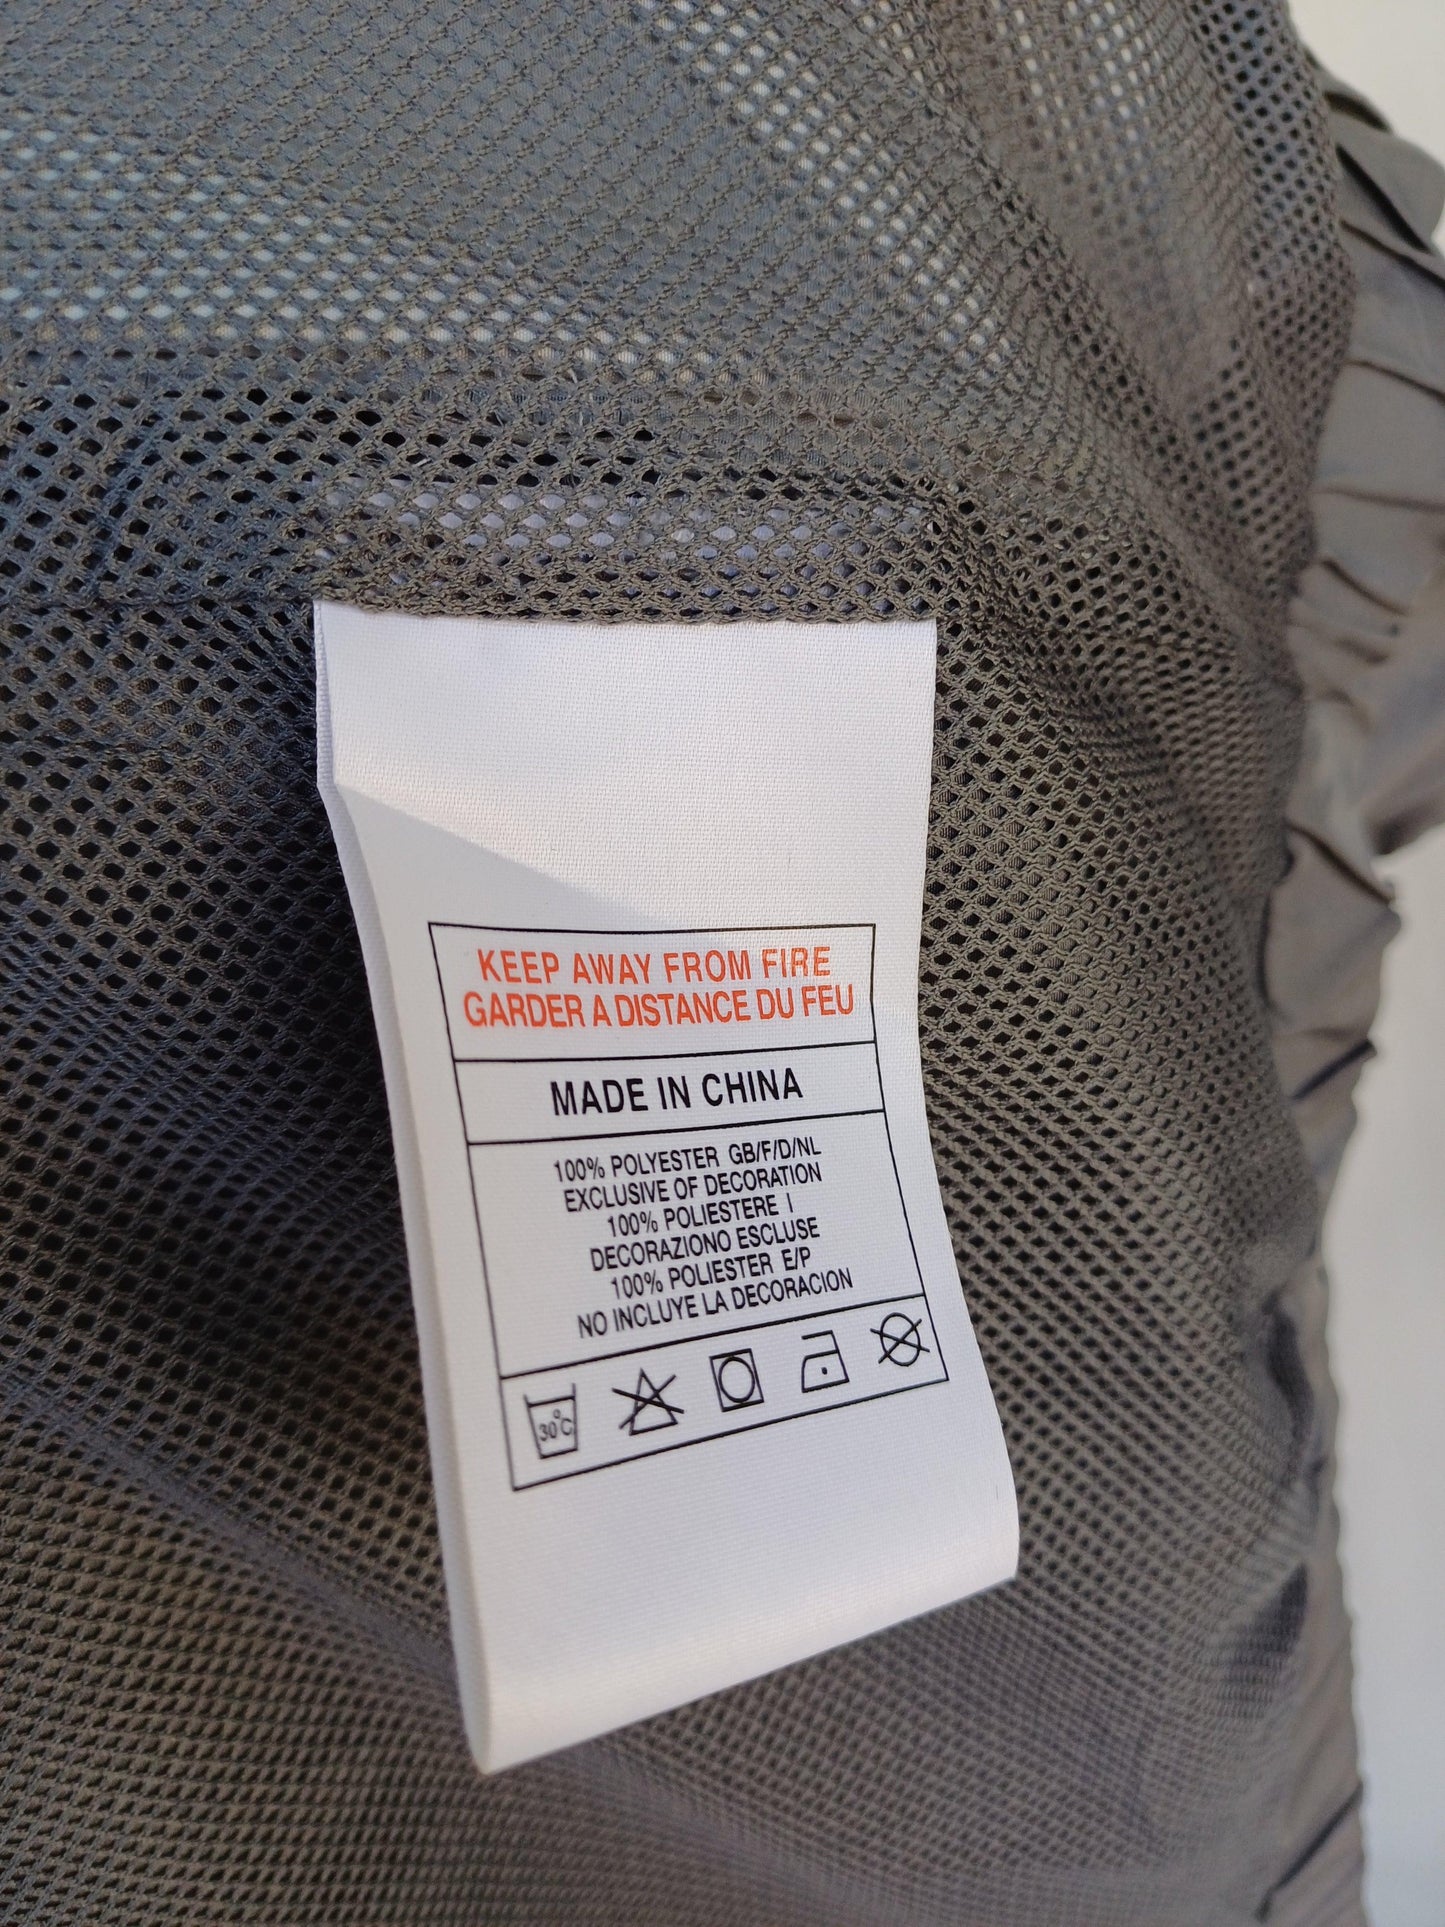 KEEP AWAY FROM FIRE
GARDER A DISTANCE DU FEU
MADE IN CHINA
100% POLYESTER GB/F/D/NL
EXCLUSIVE OF DECORATION
100% POLIESTERE I
DECORAZIONO ESCLUSE
100% POLIESTER E/P
NO INCLUYE LA DECORACION
30°C